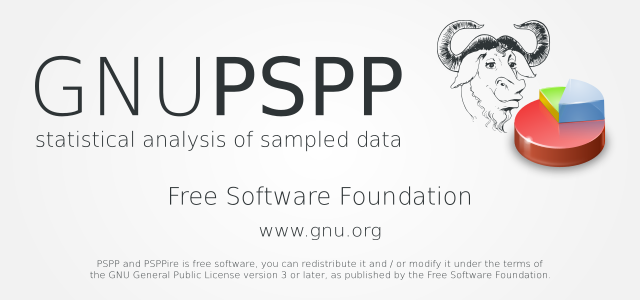 GNUPSPP
statistical analysis of sampled data
Free Software Foundation
www.gnu.org
PSPP and PSPPire is free software, you can redistribute it and / or modify it under the terms of
the GNU General Public License version 3 or later, as published by the Free Software Foundation.